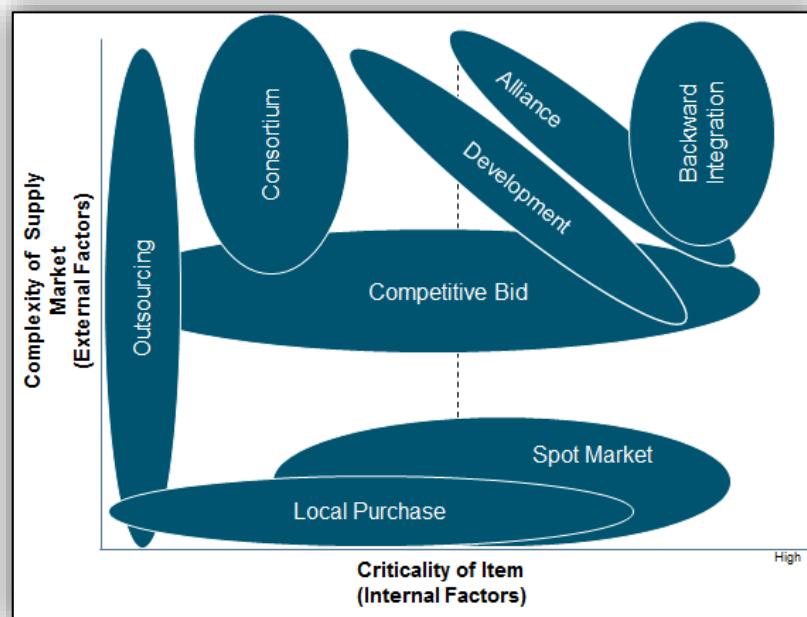 Consortium
Alliance
Backward
Integration
Development
Complexity of Supply
Market
(External Factors)
Outsourcing
Competitive Bid
Spot Market
Local Purchase
High
Criticality of Item
(Internal Factors)